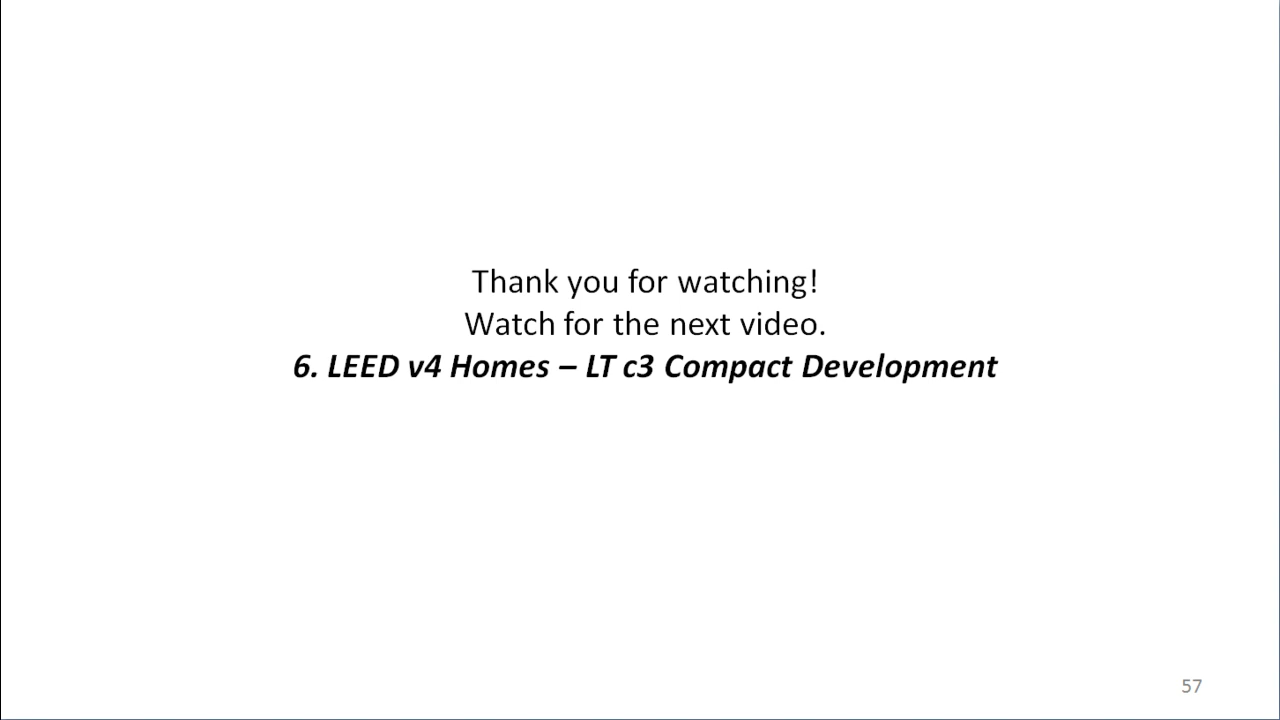 Thank you for watching!
Watch for the next video.
6. LEED v4 Homes – LT c3 Compact Development
57